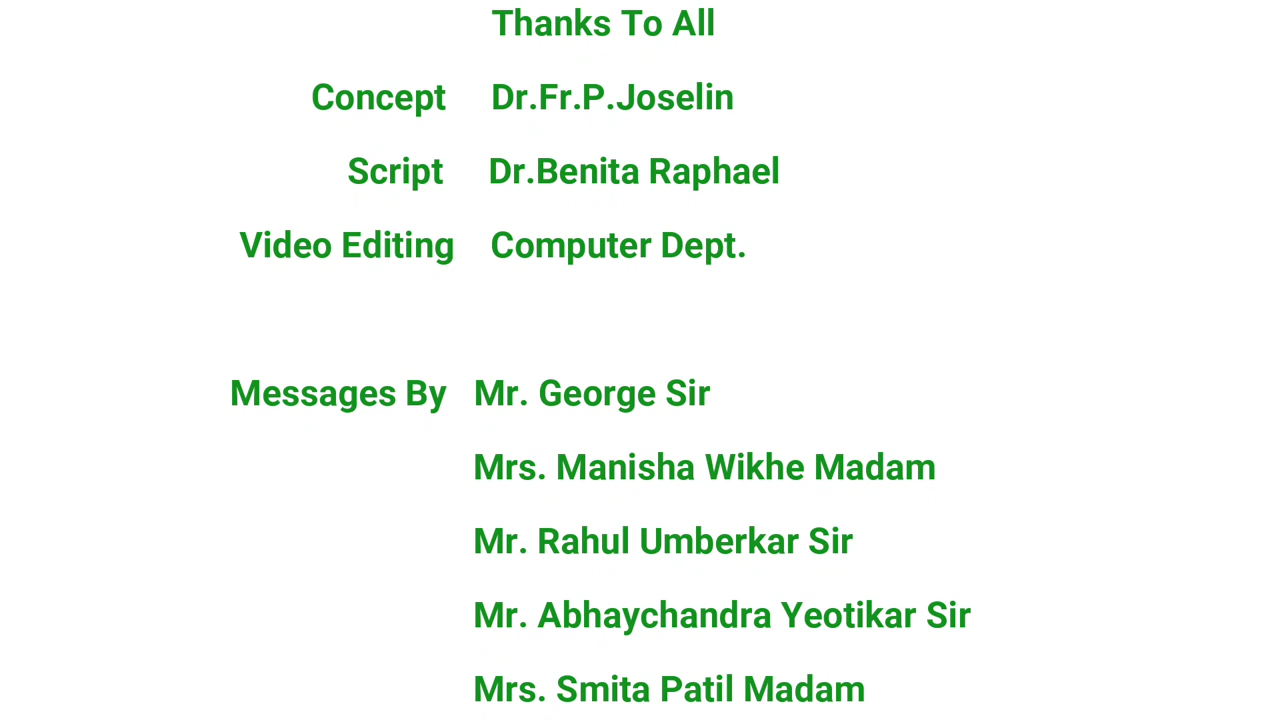 Thanks To All
Concept Dr.Fr.P.Joselin
Script Dr.Benita Raphael
Video Editing Computer Dept.
Messages By Mr. George Sir
Mrs. Manisha Wikhe Madam
Mr. Rahul Umberkar Sir
Mr. Abhaychandra Yeotikar Sir
Mrs. Smita Patil Madam